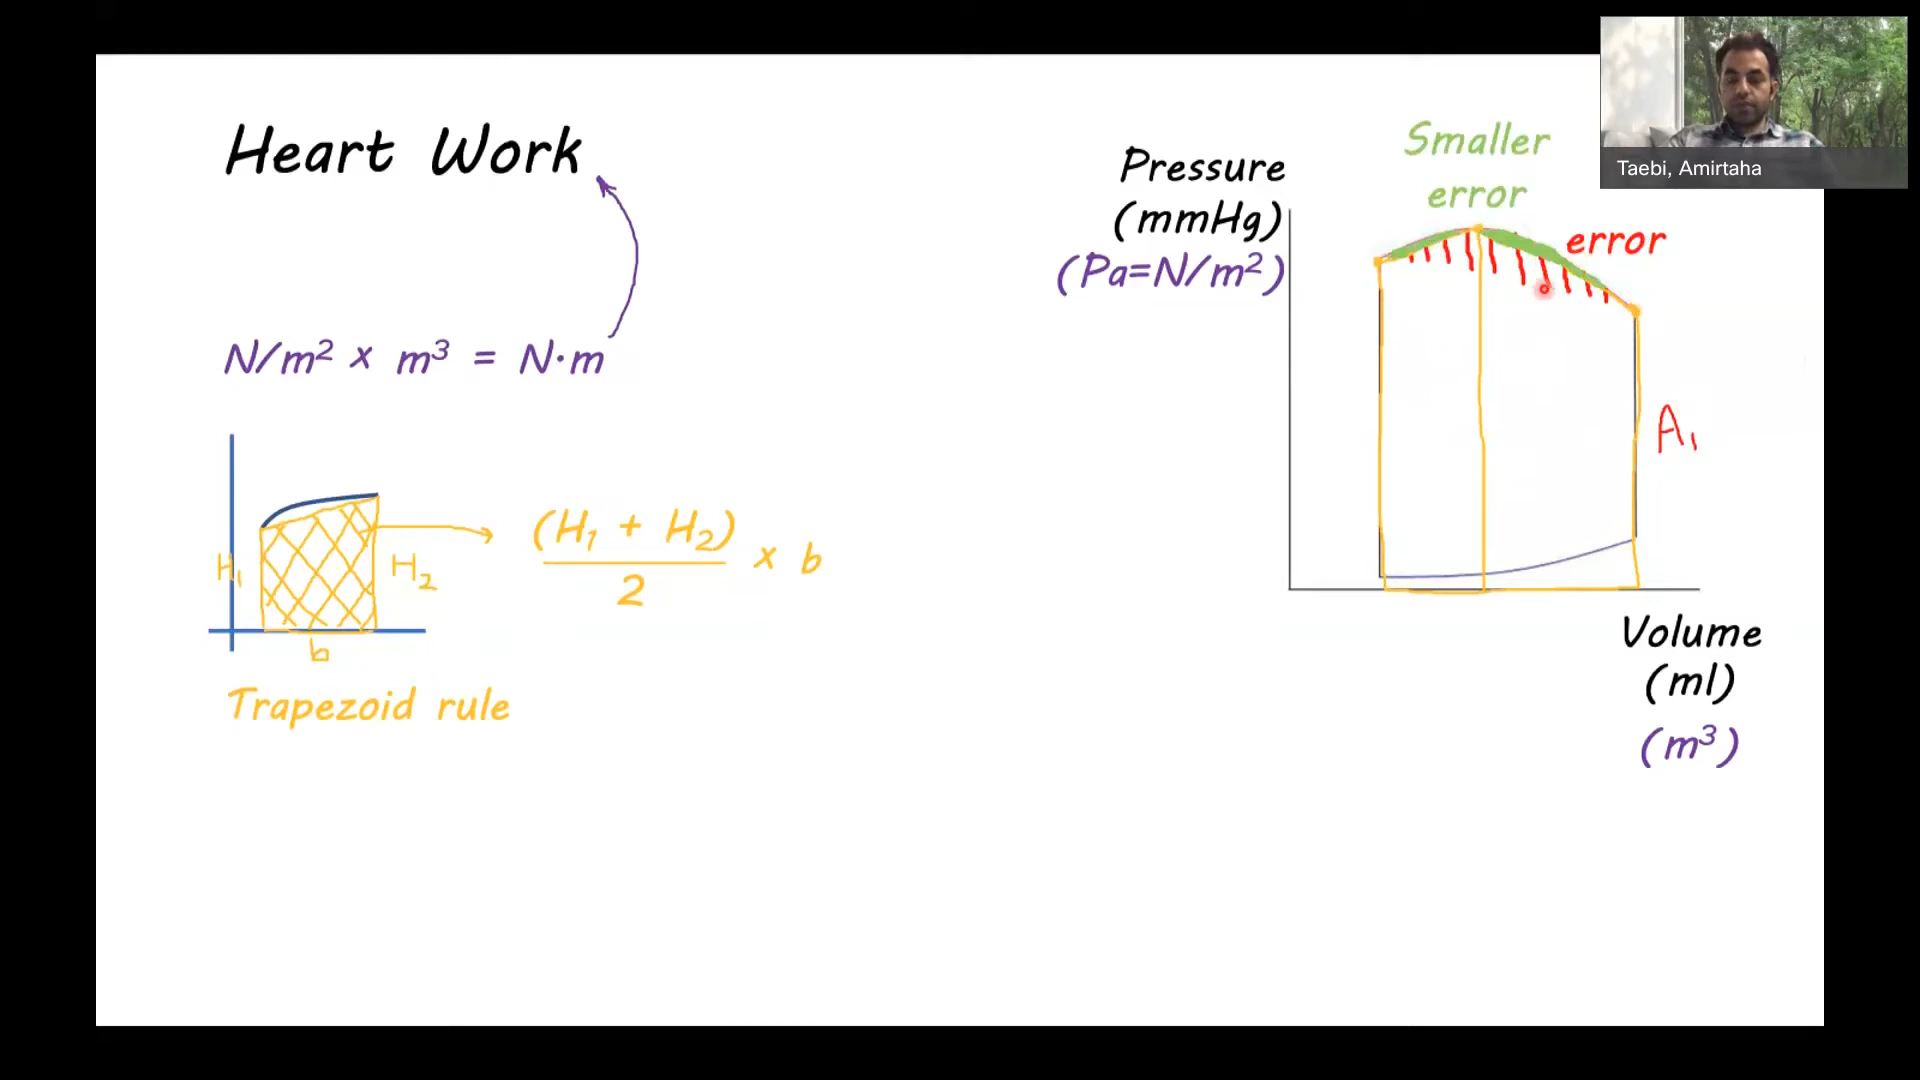 Heart Work
N/m² x m³ = N·m
H₁
H₂
b
(H₁ + H₂)
2
x b
Trapezoid rule
Pressure
(mmHg)
(Pa=N/m²)
Smaller
error
error
A₁
Volume
(ml)
(m³)
Taebi, Amirtaha